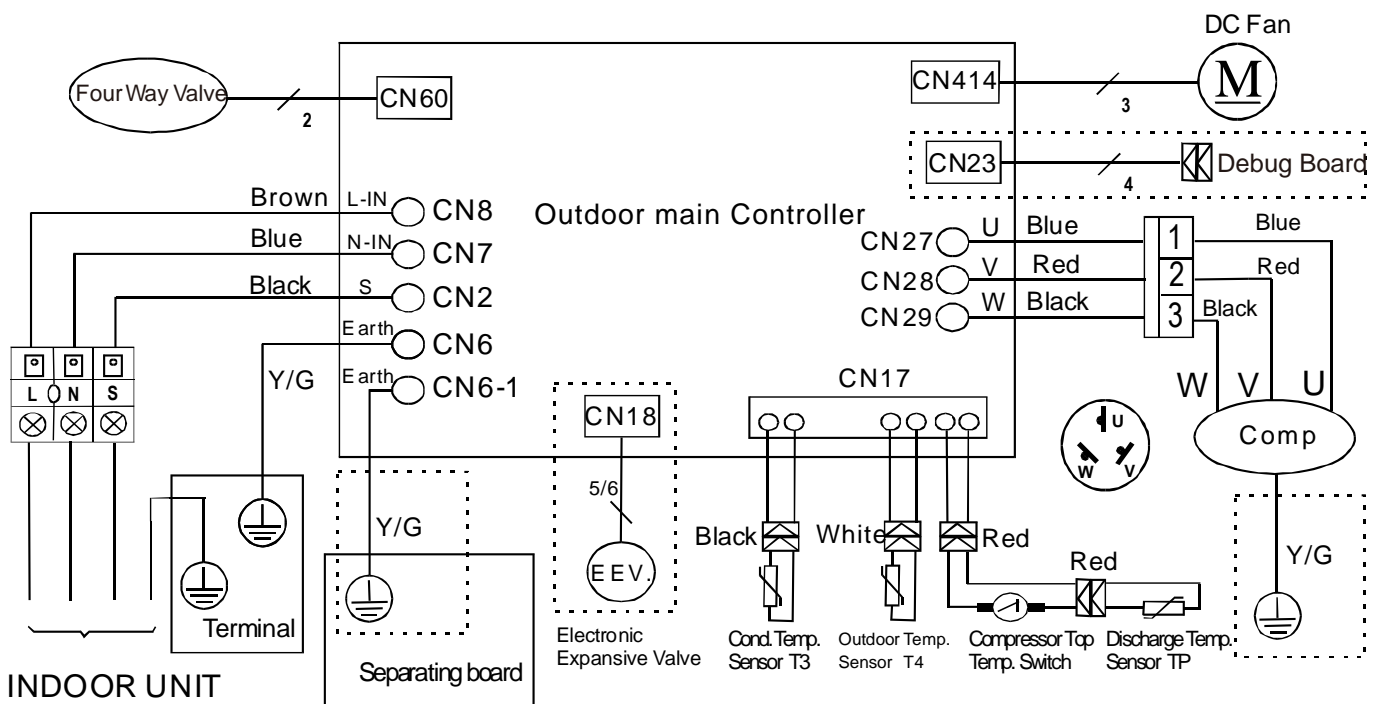 DC Fan
Four Way Valve
2
CN60
CN414
3
M
CN23
4
Debug Board
Brown
L-IN
CN8
Outdoor main Controller
Blue
N-IN
CN7
Black
S
CN2
Earth
CN6
Y/G
Earth
CN6-1
CN27
U
Blue
1
Blue
CN28
V
Red
2
Red
CN29
W
Black
3
Black
L
N
S
W
V
U
Comp
CN17
CN18
U
W
V
5/6
EEV.
Y/G
Black
White
Red
Red
Y/G
Terminal
Separating board
Electronic
Expansive Valve
Cond. Temp.
Sensor T3
Outdoor Temp.
Sensor T4
Compressor Top
Temp. Switch
Discharge Temp.
Sensor TP
INDOOR UNIT